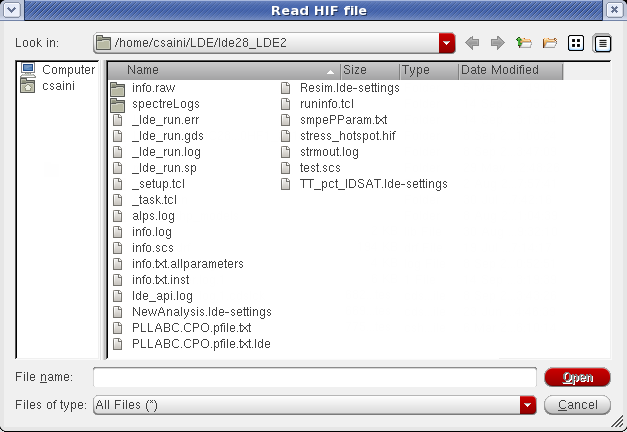 Read HIF file
Look in: /home/csaini/LDE/lde28_LDE2
Computer
csaini
Name Size Type Date Modified
info.raw
spectreLogs
_lde_run.err
_lde_run.gds
_lde_run.log
_lde_run.sp
_setup.tcl
_task.tcl
alps.log
info.log
info.scs
info.txt.allparameters
info.txt.inst
lde_api.log
NewAnalysis.lde-settings
PLLABC.CPO.pfile.txt
PLLABC.CPO.pfile.txt.lde
Resim.lde-settings
runinfo.tcl
smpePParam.txt
stress_hotspot.hif
strmout.log
test.scs
TT_pct_IDSAT.lde-settings
File name:
Open
Files of type: All Files (*)
Cancel